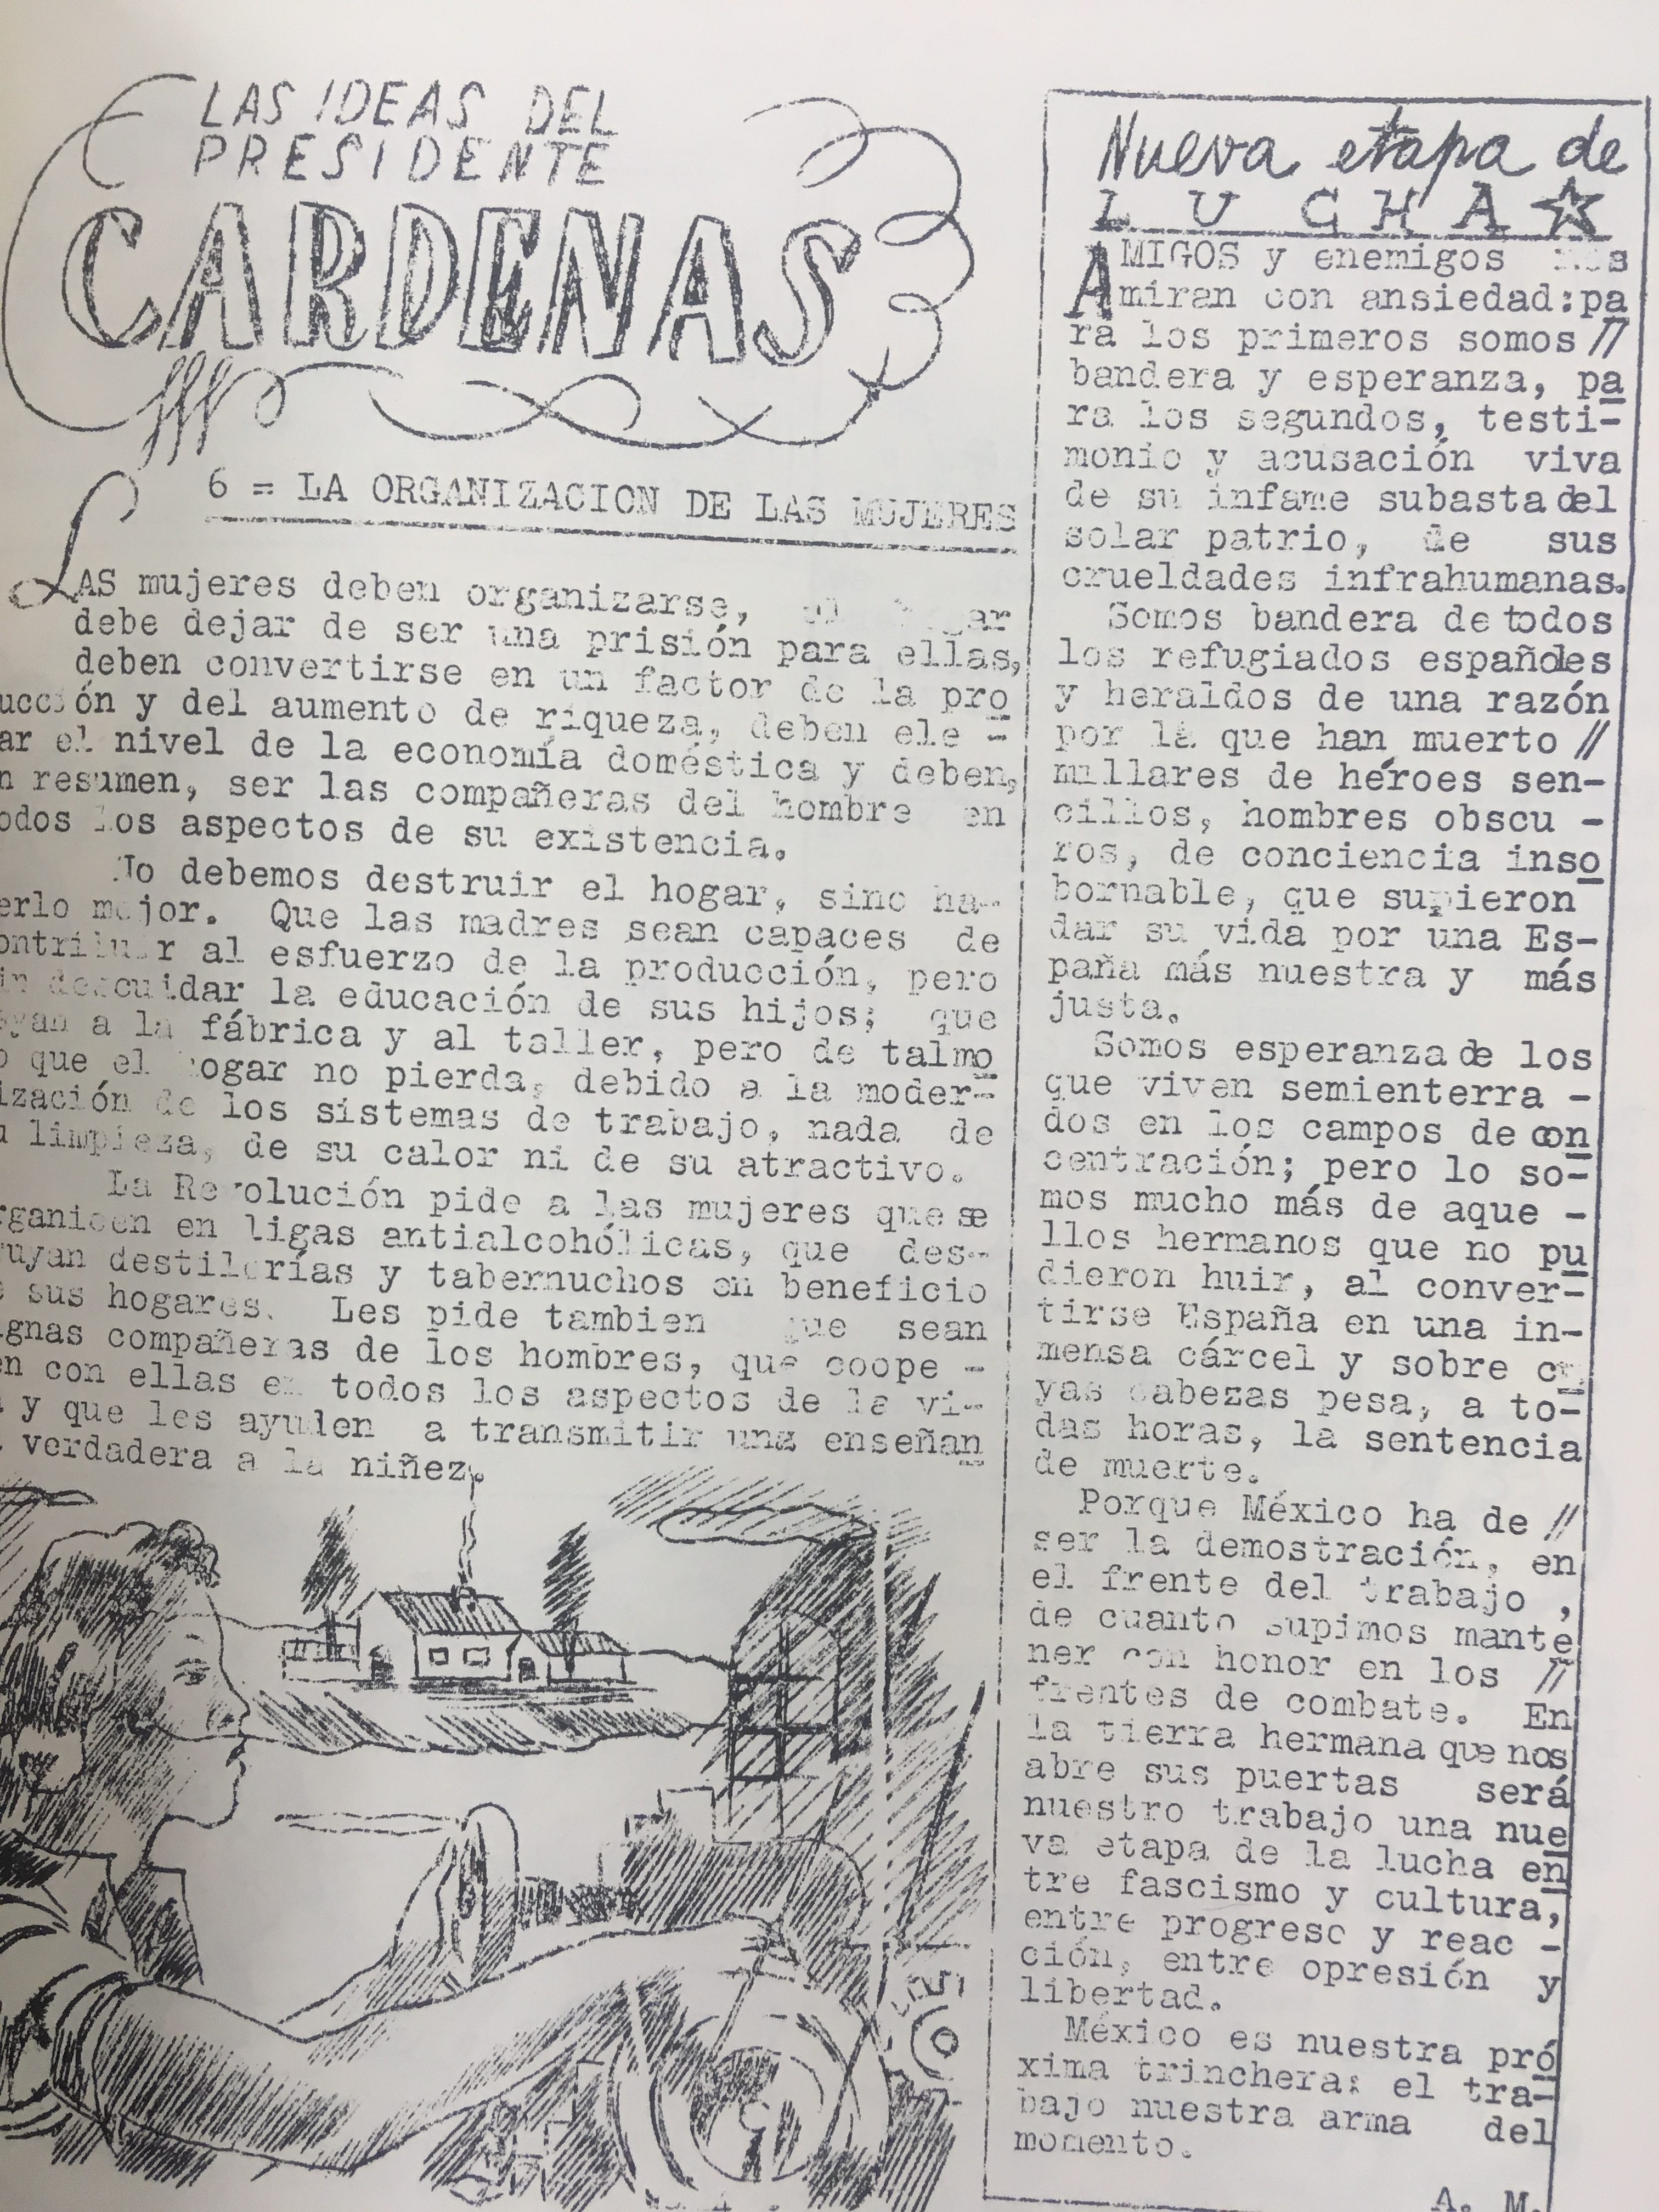 LAS IDEAS DEL
PRESIDENTE
CARDENAS
6 = LA ORGANIZACION DE LAS MUJERES
LAS mujeres deben organizarse, el hogar
debe dejar de ser una prisión para ellas,
deben convertirse en un factor de la pro
ucción y del aumento de riqueza, deben ele -
ar el nivel de la economía doméstica y deben,
n resumen, ser las compañeras del hombre en
odos los aspectos de su existencia.
No debemos destruir el hogar, sino ha-
erlo mejor. Que las madres sean capaces de
ontribuir al esfuerzo de la producción, pero
in descuidar la educación de sus hijos; que
ayan a la fábrica y al taller, pero de talmo
o que el hogar no pierda, debido a la moder-
ización de los sistemas de trabajo, nada de
u limpieza, de su calor ni de su atractivo.
La Revolución pide a las mujeres que se
rganicen en ligas antialcohólicas, que des-
ruyan destilerías y tabernuchos en beneficio
e sus hogares. Les pide tambien que sean
ignas compañeras de los hombres, que coope -
en con ellas en todos los aspectos de la vi-
a y que les ayuden a transmitir una enseñan
verdadera a la niñez.
Nueva etapa de
LUCHA
AMIGOS y enemigos nos
miran con ansiedad:pa
ra los primeros somos //
bandera y esperanza, pa
ra los segundos, testi-
monio y acusación viva
de su infame subasta del
solar patrio, de sus
crueldades infrahumanas.
Somos bandera de todos
los refugiados españoles
y heraldos de una razón
por la que han muerto //
millares de héroes sen-
cillos, hombres obscu -
ros, de conciencia inso
bornable, que supieron
dar su vida por una Es-
paña más nuestra y más
justa.
Somos esperanza de los
que viven semienterra -
dos en los campos de con
centración; pero lo so-
mos mucho más de aque -
llos hermanos que no pu
dieron huir, al conver-
tirse España en una in-
mensa cárcel y sobre cu
yas cabezas pesa, a to-
das horas, la sentencia
de muerte.
Porque México ha de //
ser la demostración, en
el frente del trabajo ,
de cuanto supimos mante
ner con honor en los //
frentes de combate. En
la tierra hermana que nos
abre sus puertas será
nuestro trabajo una nue
va etapa de la lucha en
tre fascismo y cultura,
entre progreso y reac -
ción, entre opresión y
libertad.
México es nuestra pró
xima trinchera: el tra-
bajo nuestra arma del
momento.
A. M.